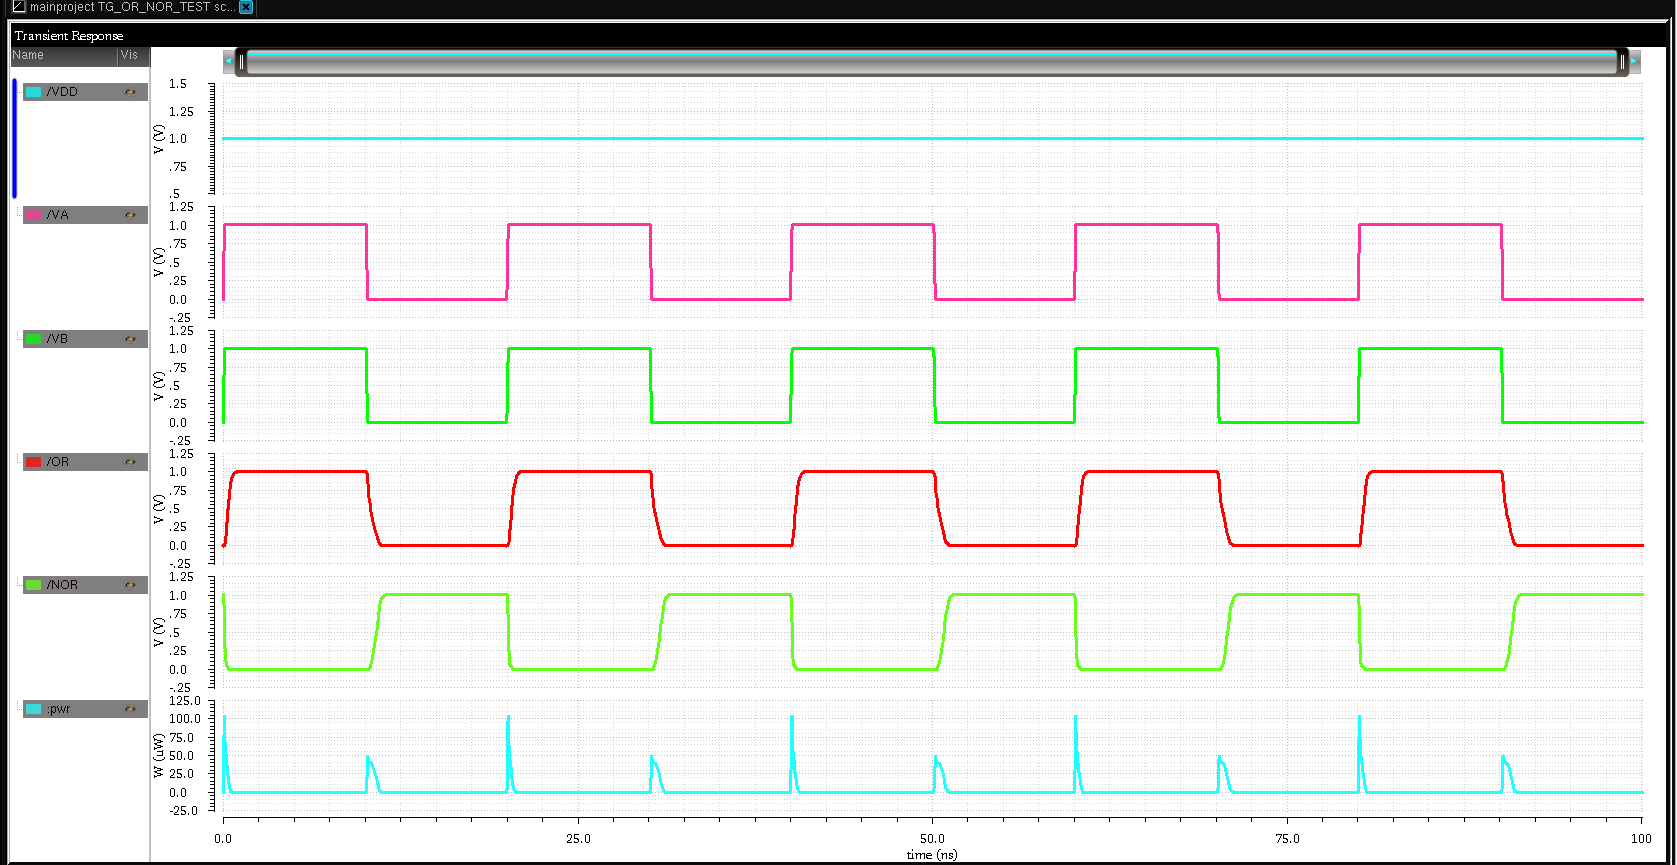 mainproject TG_OR_NOR_TEST sc...
Transient Response
Name Vis
/VDD
1.5
1.25
1.0
.75
.5
V (V)
/VA
1.25
1.0
.75
.5
.25
0.0
-.25
V (V)
/VB
1.25
1.0
.75
.5
.25
0.0
-.25
V (V)
/OR
1.25
1.0
.75
.5
.25
0.0
-.25
V (V)
/NOR
1.25
1.0
.75
.5
.25
0.0
-.25
V (V)
:pwr
125.0
100.0
75.0
50.0
25.0
0.0
-25.0
W (uW)
0.0 25.0 50.0 75.0 100
time (ns)